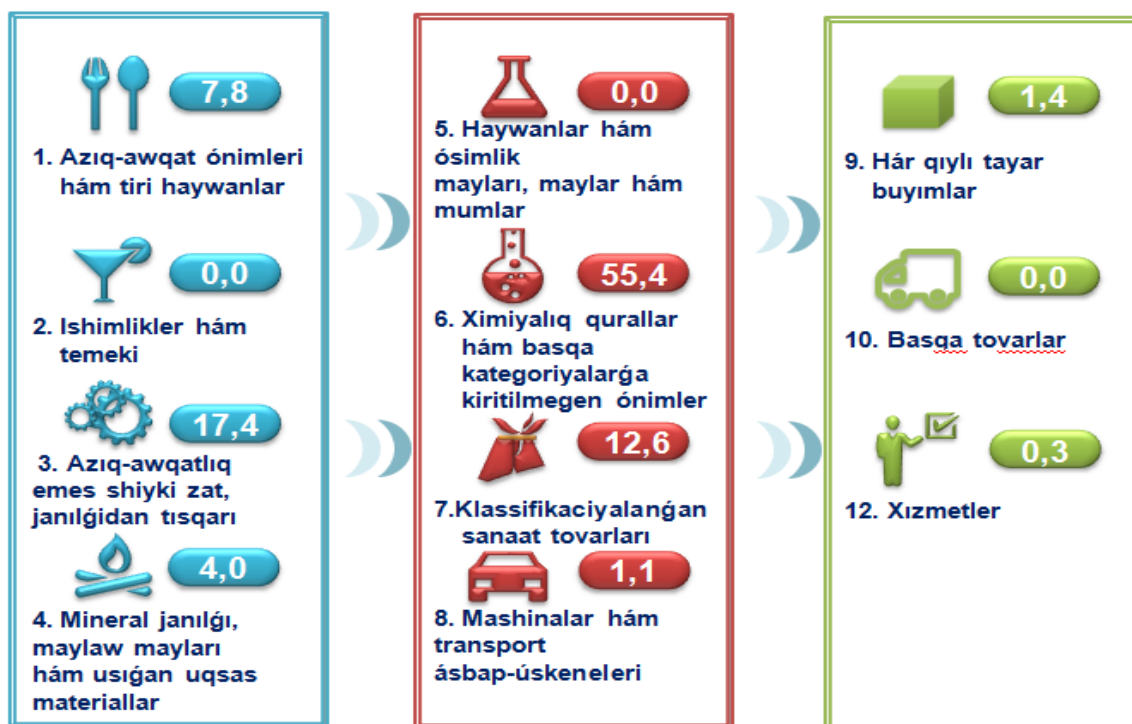 7,8
1. Azıq-awqat ónimleri
hám tiri haywanlar
0,0
2. Ishimlikler hám
temeki
17,4
3. Azıq-awqatlıq
emes shiyki zat,
janılǵidan tısqarı
4,0
4. Mineral janılǵı,
maylaw mayları
hám usıǵan uqsas
materiallar
0,0
5. Haywanlar hám
ósimlik
mayları, maylar hám
mumlar
55,4
6. Ximiyalıq qurallar
hám basqa
kategoriyalarǵa
kiritilmegen ónimler
12,6
7.Klassifikaciyalanǵan
sanaat tovarları
1,1
8. Mashinalar hám
transport
ásbap-úskeneleri
1,4
9. Hár qıylı tayar
buyımlar
0,0
10. Basqa tovarlar
0,3
12. Xızmetler